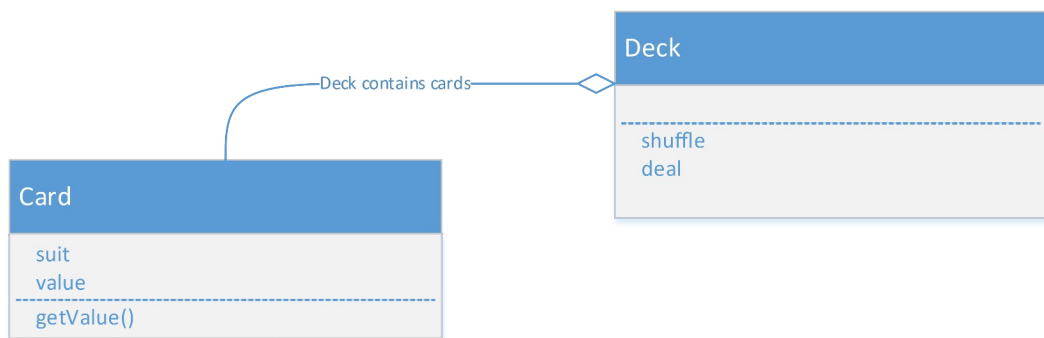 Deck
Deck contains cards
shuffle
deal
Card
suit
value
getValue()